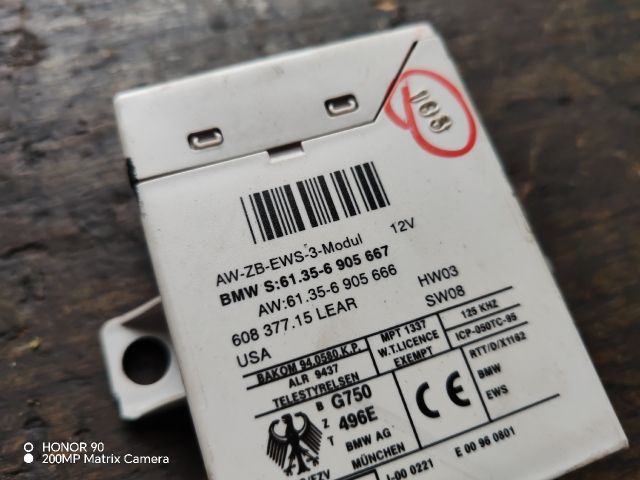 108
AW-ZB-EWS-3-Modul 12V
BMW S:61.35-6 905 667
AW:61.35-6 905 666
608 377.15 LEAR HW03
USA SW08
BAKOM 94.0580.K.P. MPT 1337 125 KHZ
ALR 9437 W.T.LICENCE ICP-050TC-95
TELESTYRELSEN EXEMPT RTT/D/X1162
B G750 CE BMW
Z 496E EWS
T BMW AG
MÜNCHEN
I-00 0221 E 00 96 0801
HONOR 90
200MP Matrix Camera